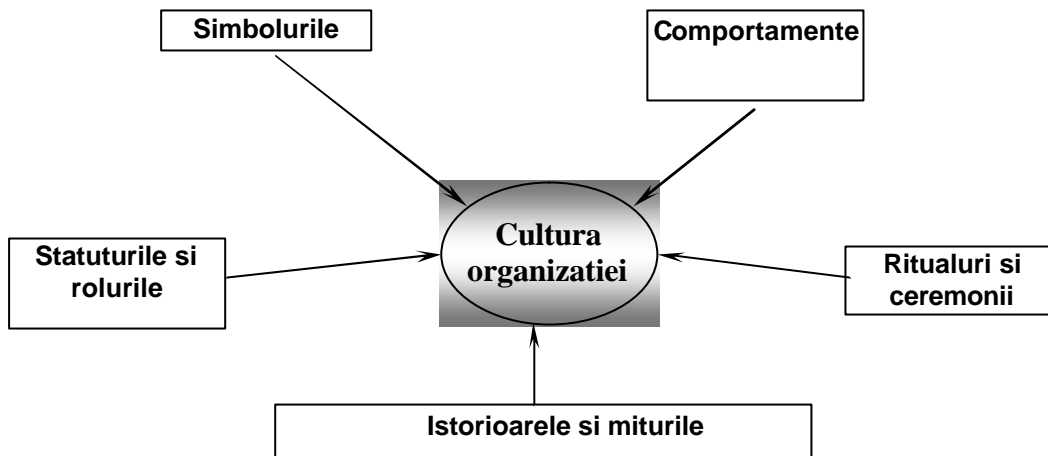 Simbolurile
Comportamente
Cultura
organizatiei
Statuturile si
rolurile
Ritualuri si
ceremonii
Istorioarele si miturile